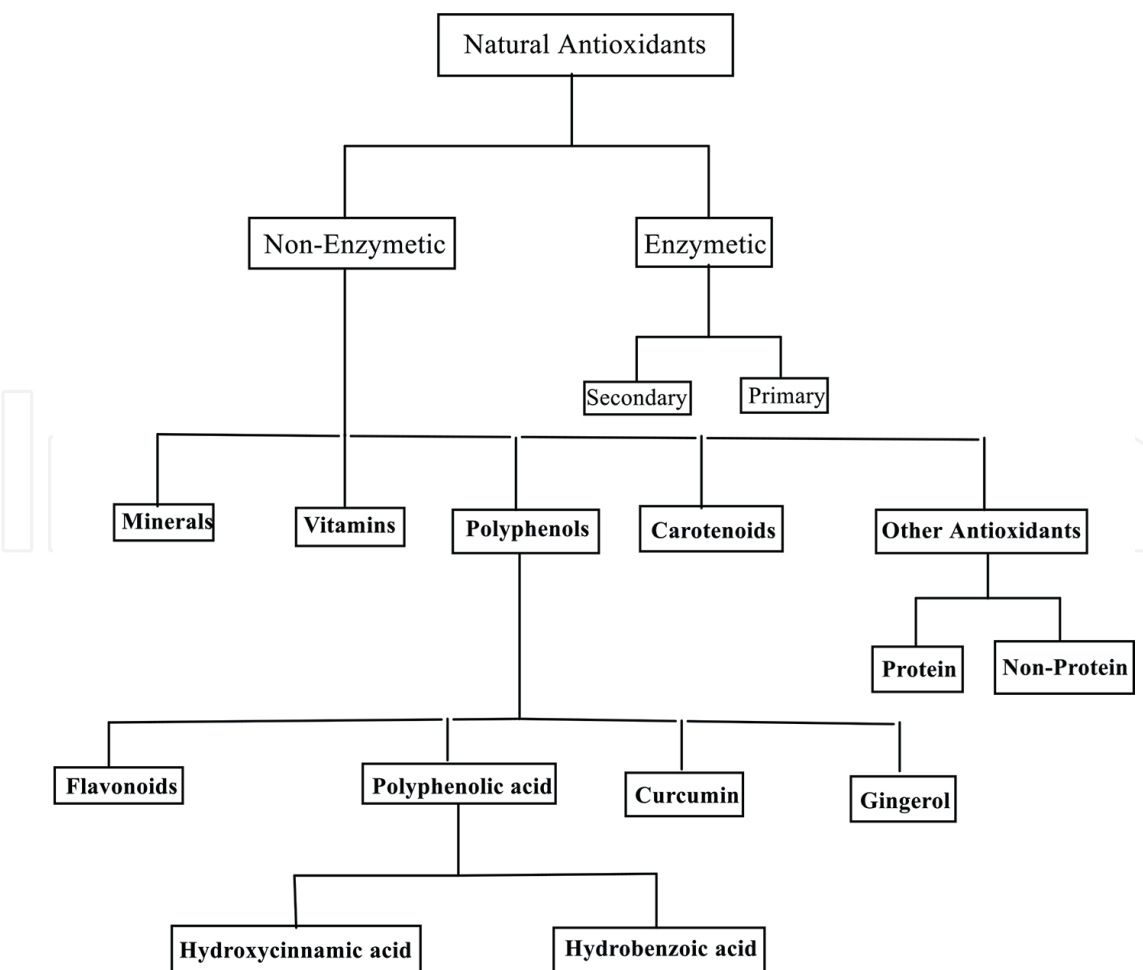 Natural Antioxidants
Non-Enzymetic
Enzymetic
Secondary
Primary
Minerals
Vitamins
Polyphenols
Carotenoids
Other Antioxidants
Protein
Non-Protein
Flavonoids
Polyphenolic acid
Curcumin
Gingerol
Hydroxycinnamic acid
Hydrobenzoic acid